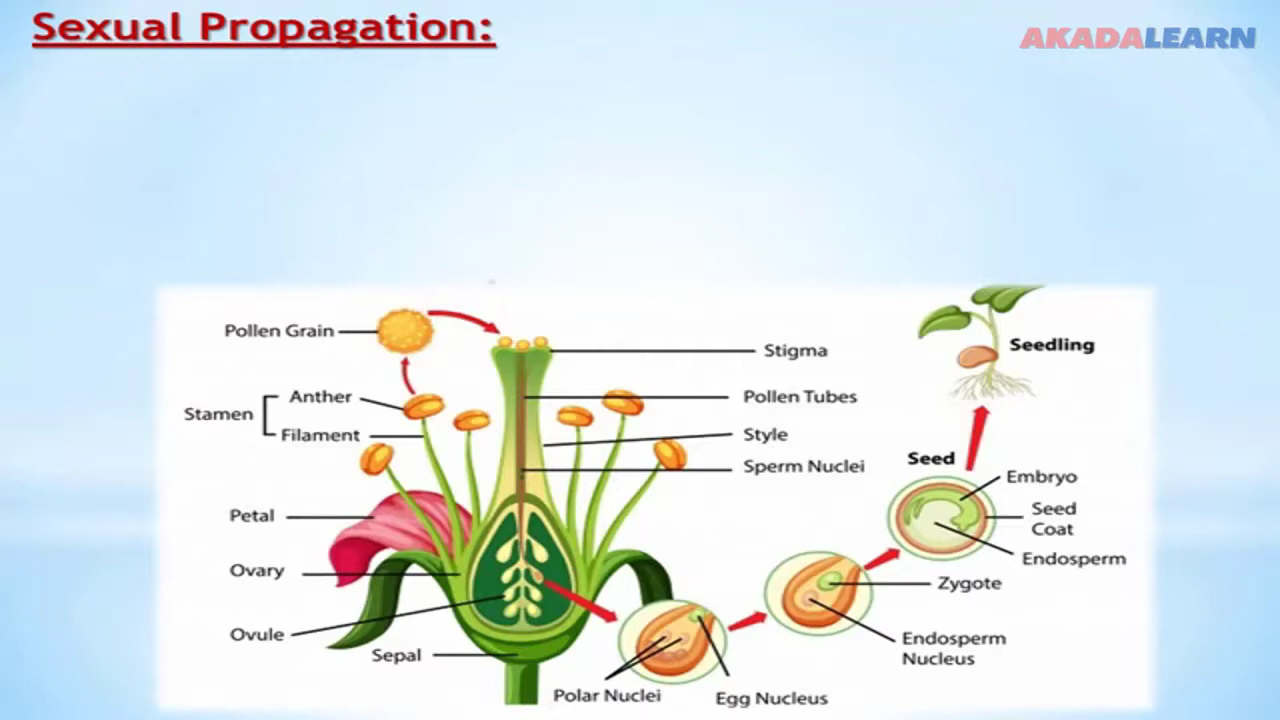 Sexual Propagation:
AKADALEARN
Pollen Grain
Stamen
Anther
Filament
Petal
Ovary
Ovule
Sepal
Stigma
Pollen Tubes
Style
Sperm Nuclei
Polar Nuclei
Egg Nucleus
Zygote
Endosperm
Nucleus
Seed
Embryo
Seed
Coat
Endosperm
Seedling